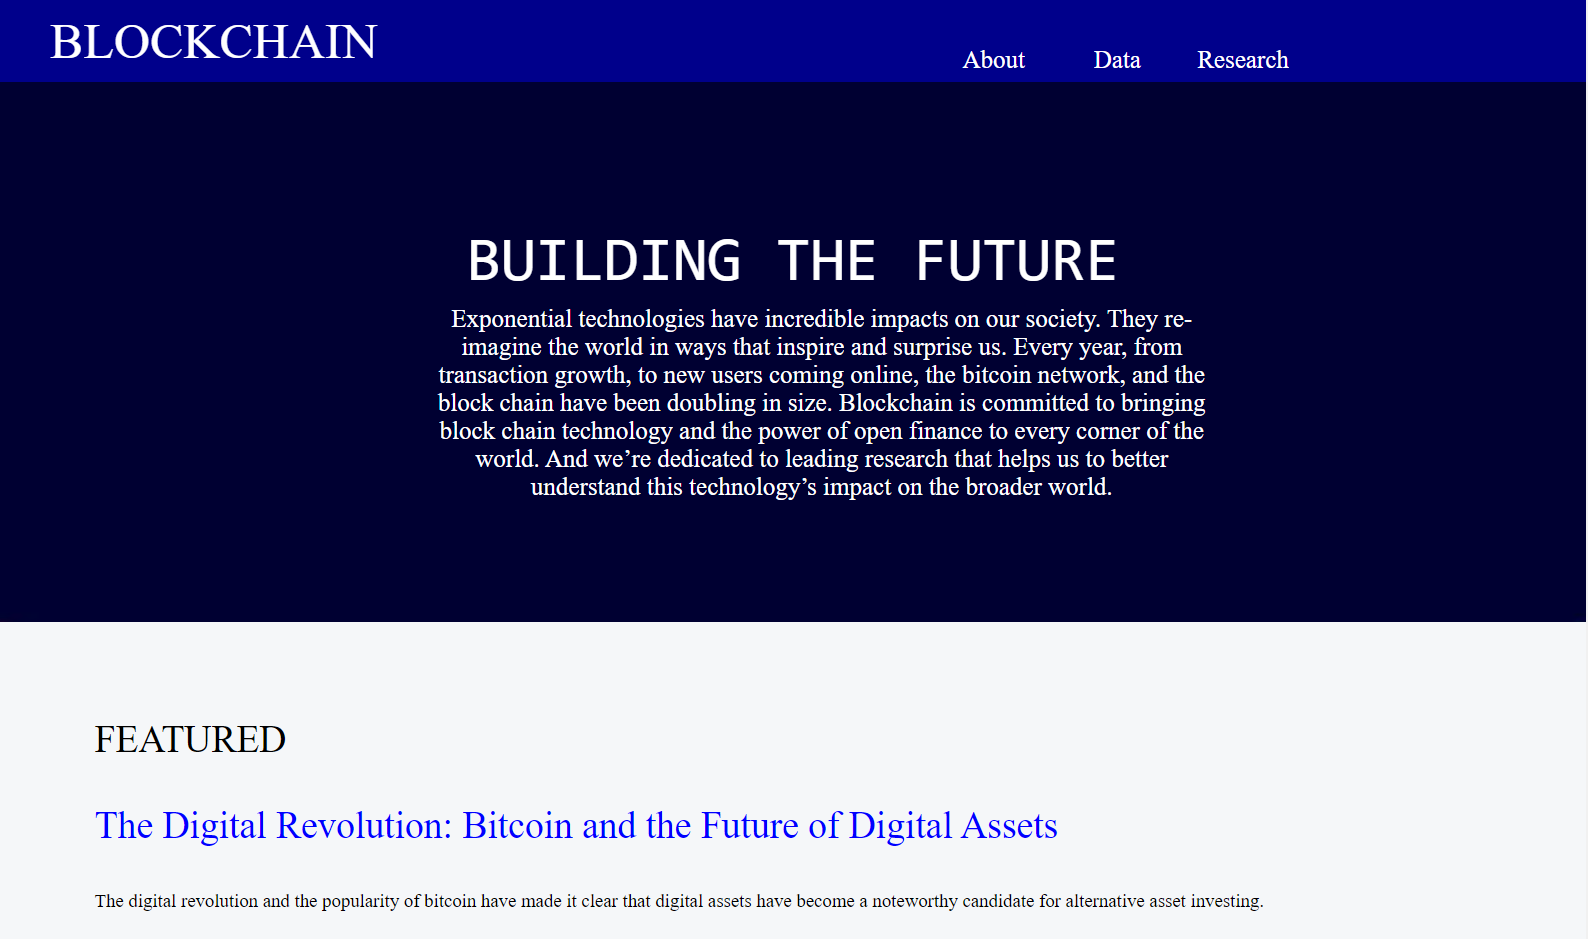 BLOCKCHAIN
About Data Research
BUILDING THE FUTURE
Exponential technologies have incredible impacts on our society. They re-
imagine the world in ways that inspire and surprise us. Every year, from
transaction growth, to new users coming online, the bitcoin network, and the
block chain have been doubling in size. Blockchain is committed to bringing
block chain technology and the power of open finance to every corner of the
world. And we’re dedicated to leading research that helps us to better
understand this technology’s impact on the broader world.
FEATURED
The Digital Revolution: Bitcoin and the Future of Digital Assets
The digital revolution and the popularity of bitcoin have made it clear that digital assets have become a noteworthy candidate for alternative asset investing.